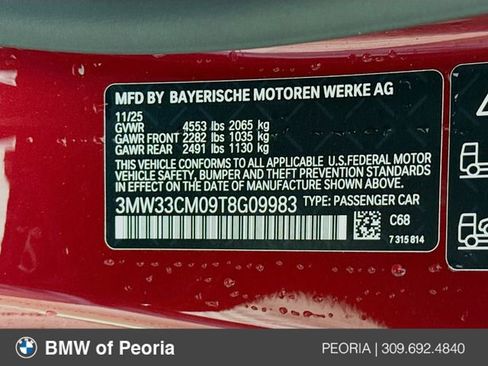 MFD BY BAYERISCHE MOTOREN WERKE AG
11/25
GVWR 4553 lbs 2065 kg
GAWR FRONT 2282 lbs 1035 kg
GAWR REAR 2491 lbs 1130 kg
THIS VEHICLE CONFORMS TO ALL APPLICABLE U.S.FEDERAL MOTOR
VEHICLE SAFETY, BUMPER AND THEFT PREVENTION STANDARDS IN
EFFECT ON THE DATE OF MANUFACTURE SHOWN ABOVE.
3MW33CM09T8G09983 TYPE: PASSENGER CAR
C68
7 315 814
BMW of Peoria
PEORIA | 309.692.4840